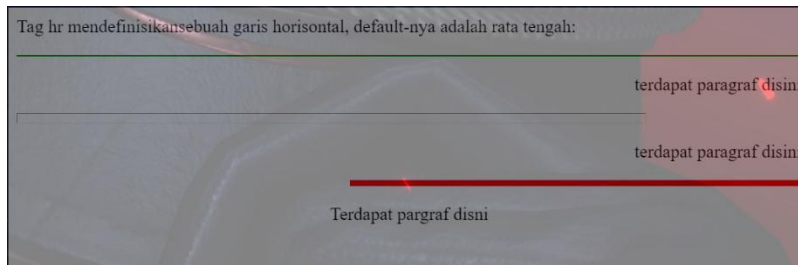 Tag hr mendefinisikansebuah garis horisontal, default-nya adalah rata tengah:
terdapat paragraf disini
terdapat paragraf disini
Terdapat pargraf disni